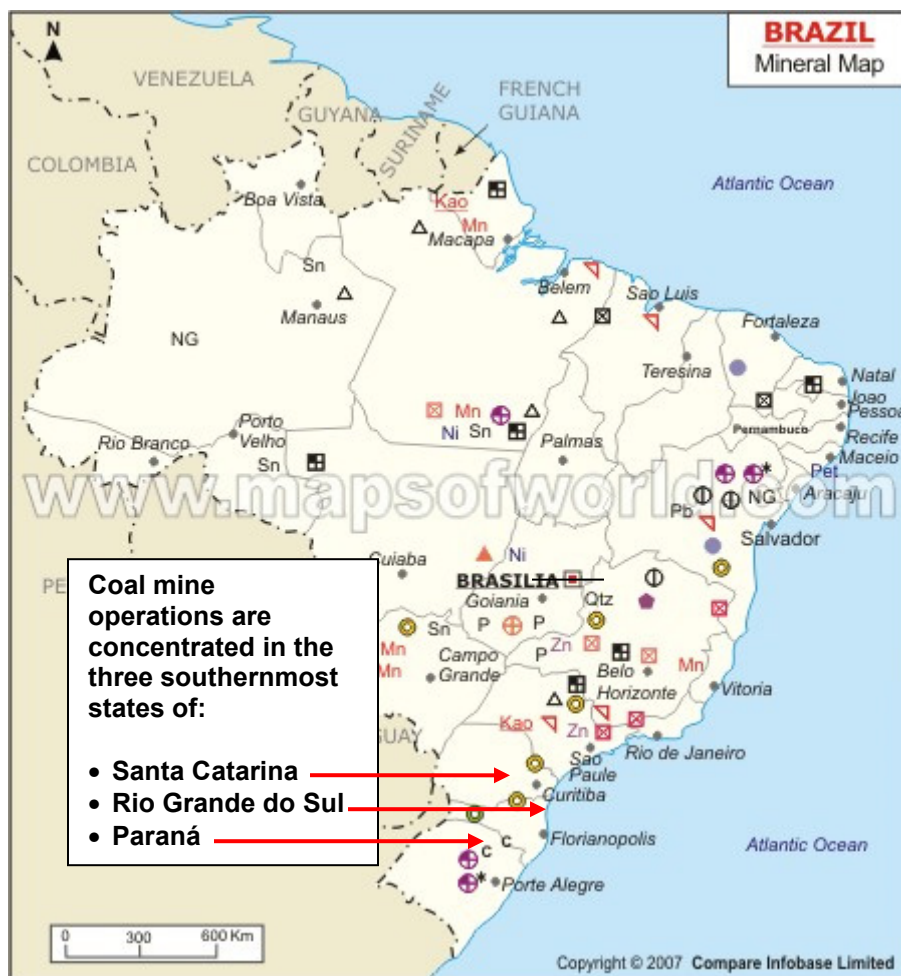 BRAZIL
Mineral Map
N
VENEZUELA
GUYANA
SURINAME
FRENCH
GUIANA
COLOMBIA
Atlantic Ocean
Boa Vista
Kao
Mn
Macapa
Sn
Belem
Sao Luis
Manaus
NG
Fortaleza
Teresina
Natal
Joao
Pessoa
Pernambuco
Recife
Maceio
Mn
Ni
Sn
Porto
Velho
Rio Branco
Sn
Palmas
Pet
Aracaju
NG
Pb
www.mapsofworld.com
Salvador
PE
Cuiaba
Ni
BRASILIA
Goiania
Qtz
P
P
Sn
Mn
Mn
Campo
Grande
P
Zn
Belo
Horizonte
Mn
Vitoria
Kao
Zn
Sao
Paule
Rio de Janeiro
GUAY
Curitiba
Florianopolis
C
C
*
*
Porte Alegre
Atlantic Ocean
Coal mine
operations are
concentrated in the
three southernmost
states of:
• Santa Catarina
• Rio Grande do Sul
• Paraná
0 300 600 Km
Copyright © 2007 Compare Infobase Limited